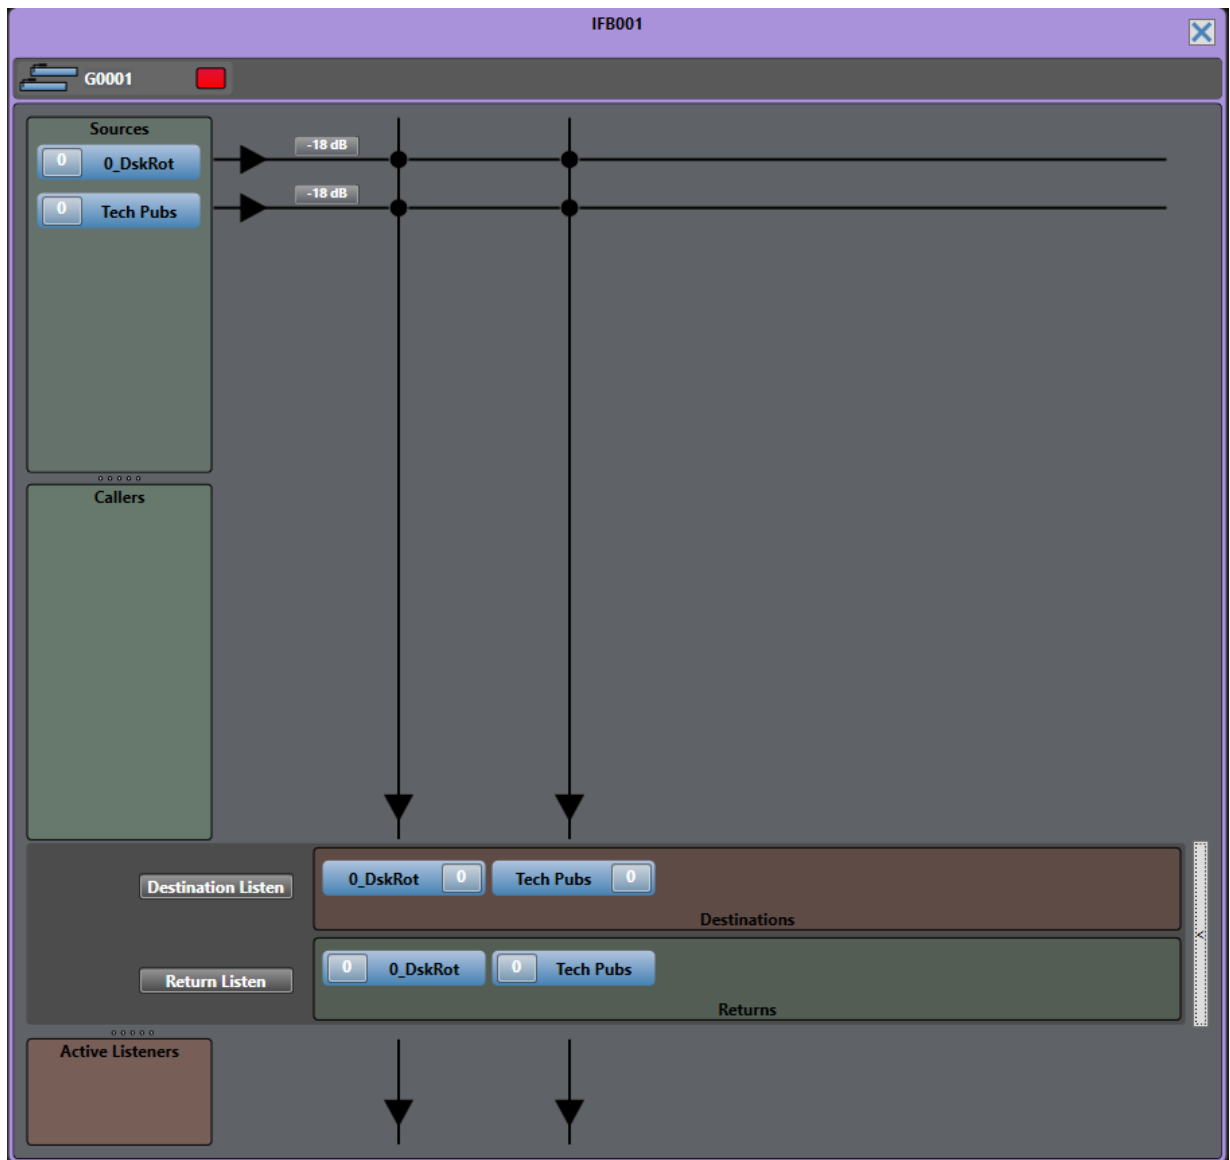 IFB001
G0001
Sources
0 0_DskRot
-18 dB
0 Tech Pubs
-18 dB
Callers
Destination Listen
0_DskRot 0
Tech Pubs 0
Destinations
Return Listen
0 0_DskRot
0 Tech Pubs
Returns
<
Active Listeners